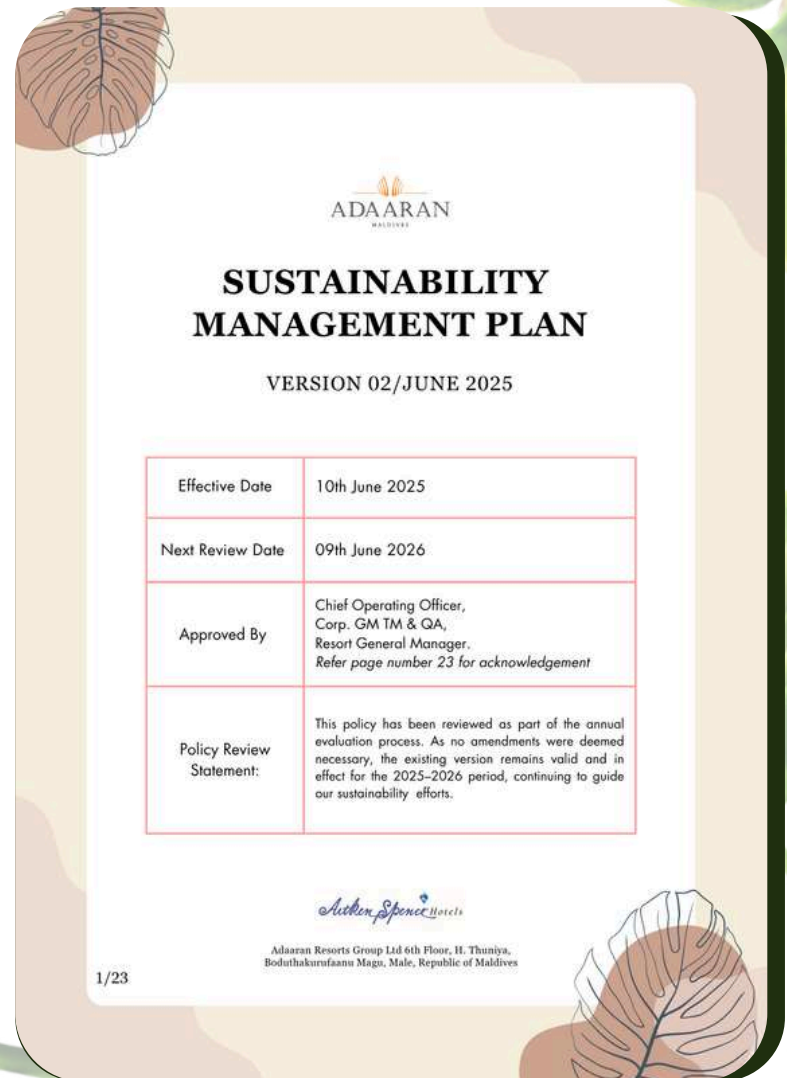 ADAARAN
MALDIVES
SUSTAINABILITY
MANAGEMENT PLAN
VERSION 02/JUNE 2025
Effective Date
10th June 2025
Next Review Date
09th June 2026
Approved By
Chief Operating Officer,
Corp. GM TM & QA,
Resort General Manager.
Refer page number 23 for acknowledgement
Policy Review
Statement:
This policy has been reviewed as part of the annual
evaluation process. As no amendments were deemed
necessary, the existing version remains valid and in
effect for the 2025–2026 period, continuing to guide
our sustainability efforts.
Aitken Spence Hotels
Adaaran Resorts Group Ltd 6th Floor, H. Thuniya,
Boduthakurufaanu Magu, Male, Republic of Maldives
1/23